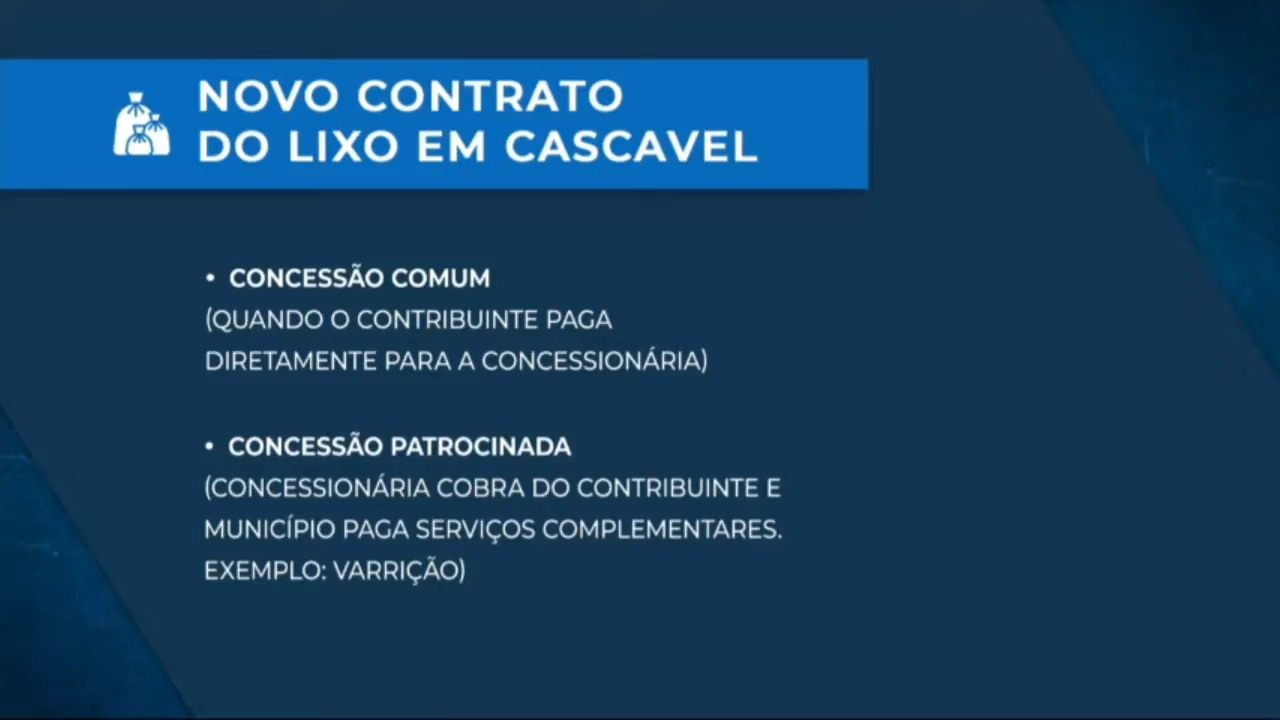 NOVO CONTRATO
DO LIXO EM CASCAVEL
• CONCESSÃO COMUM
(QUANDO O CONTRIBUINTE PAGA
DIRETAMENTE PARA A CONCESSIONÁRIA)
• CONCESSÃO PATROCINADA
(CONCESSIONÁRIA COBRA DO CONTRIBUINTE E
MUNICÍPIO PAGA SERVIÇOS COMPLEMENTARES.
EXEMPLO: VARRIÇÃO)